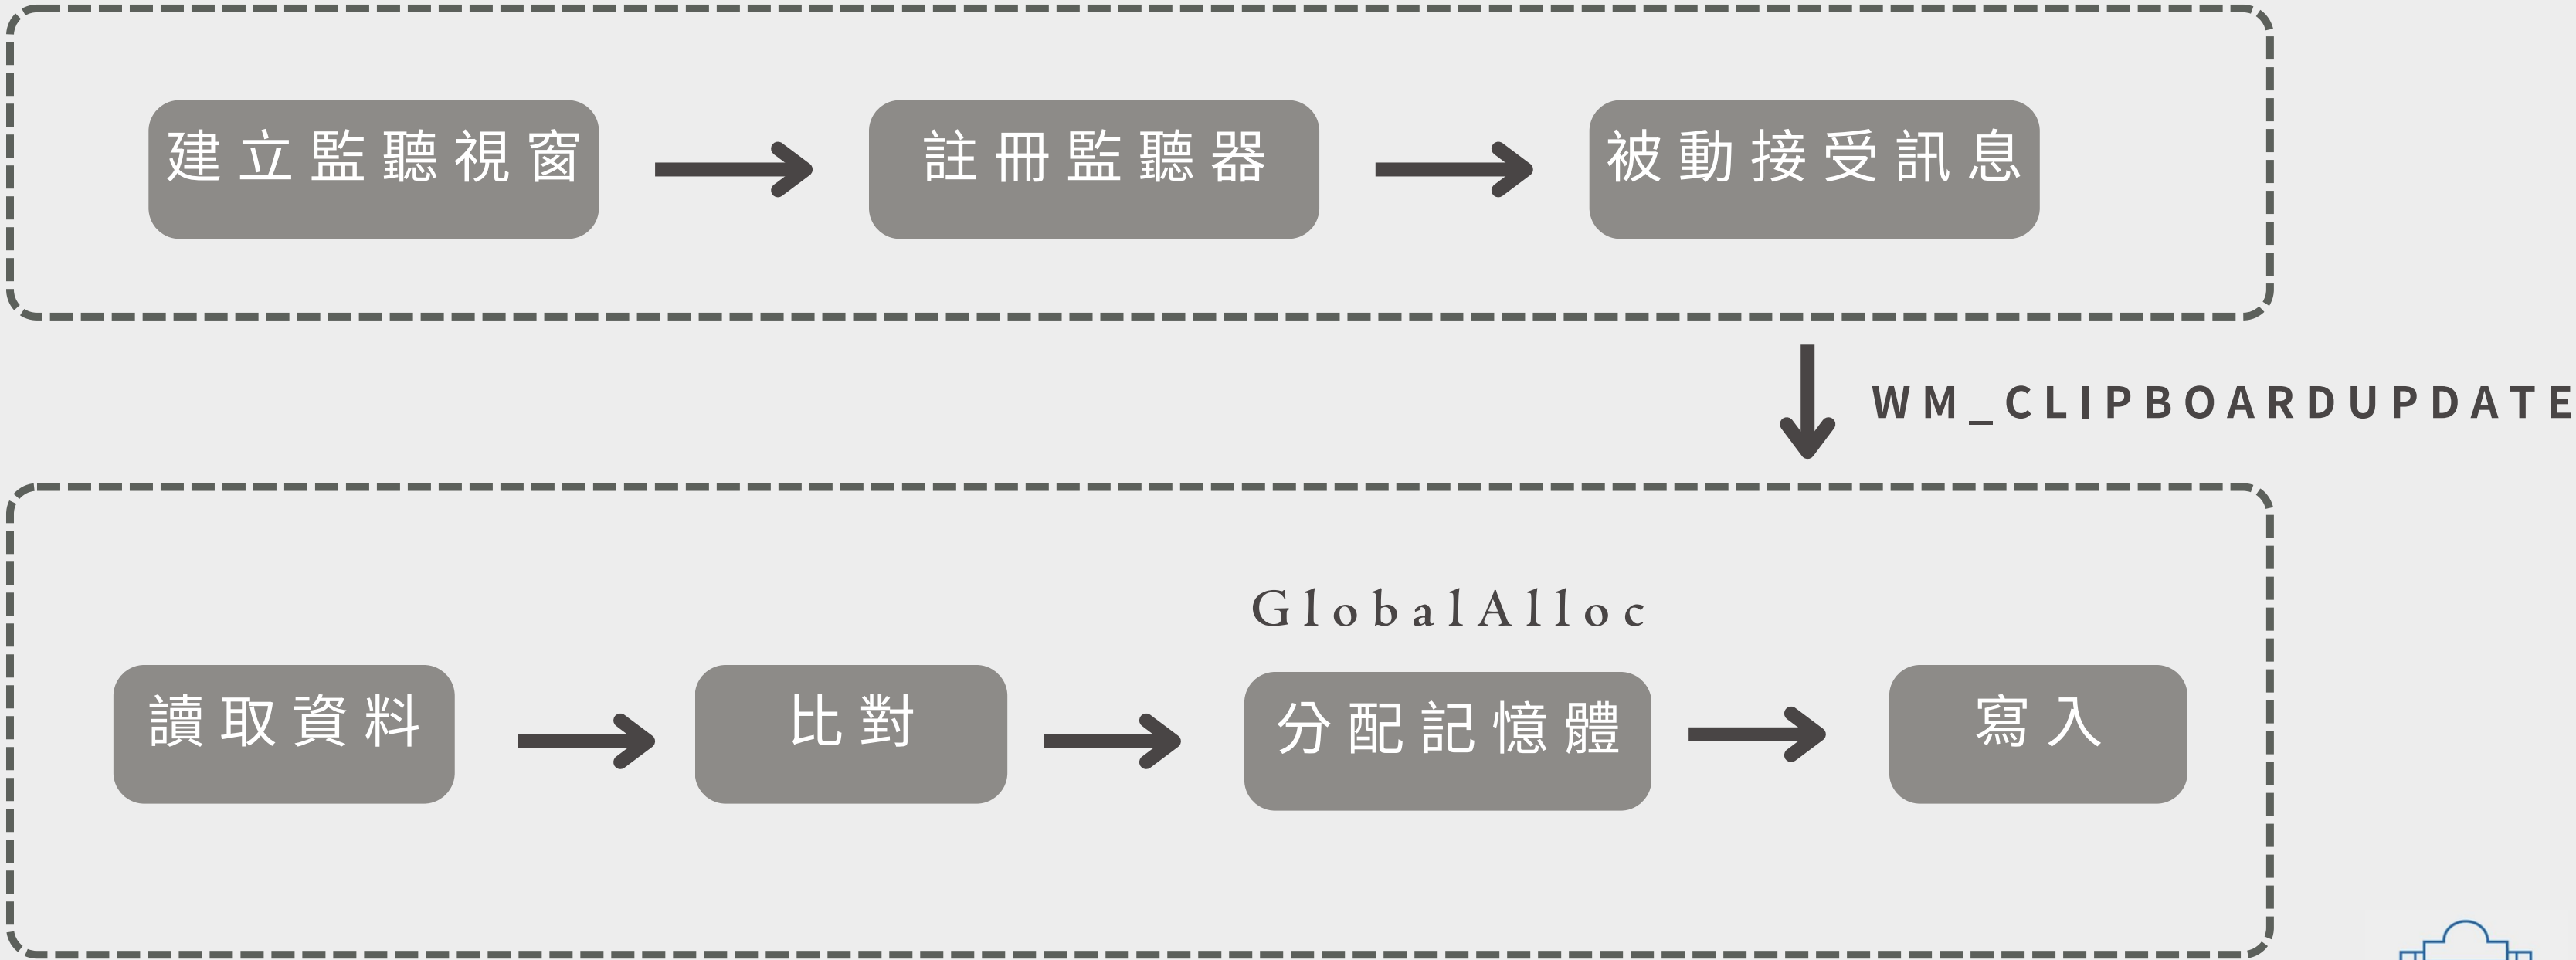 建立監聽視窗
註冊監聽器
被動接受訊息
WM_CLIPBOARDUPDATE
GlobalAlloc
讀取資料
比對
分配記憶體
寫入